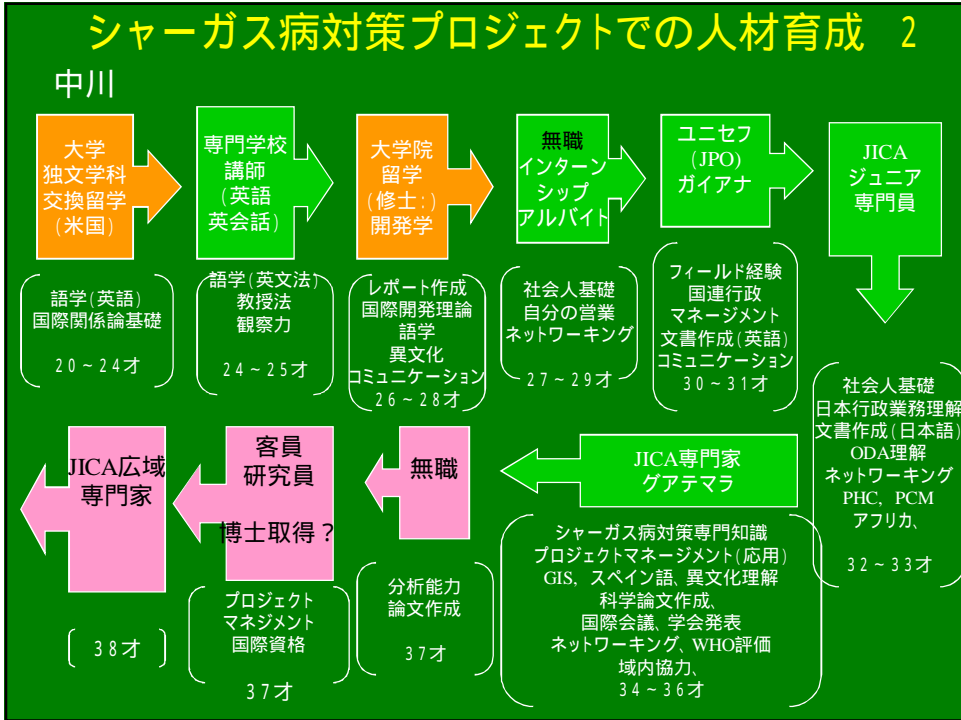 シャーガス病対策プロジェクトでの人材育成 2
中川
大学
独文学科
交換留学
(米国)
専門学校
講師
(英語
英会話)
大学院
留学
(修士:)
開発学
無職
インターン
シップ
アルバイト
ユニセフ
(JPO)
ガイアナ
JICA
ジュニア
専門員
語学(英語)
国際関係論基礎
20~24才
語学(英文法)
教授法
観察力
24~25才
レポート作成
国際開発理論
語学
異文化
コミュニケーション
26~28才
社会人基礎
自分の営業
ネットワーキング
27~29才
フィールド経験
国連行政
マネージメント
文書作成(英語)
コミュニケーション
30~31才
社会人基礎
日本行政業務理解
文書作成(日本語)
ODA理解
ネットワーキング
PHC, PCM
アフリカ、
32~33才
JICA専門家
グアテマラ
シャーガス病対策専門知識
プロジェクトマネージメント(応用)
GIS, スペイン語、異文化理解
科学論文作成、
国際会議、学会発表
ネットワーキング、WHO評価
域内協力、
34~36才
無職
分析能力
論文作成
37才
客員
研究員
博士取得?
プロジェクト
マネジメント
国際資格
37才
JICA広域
専門家
38才